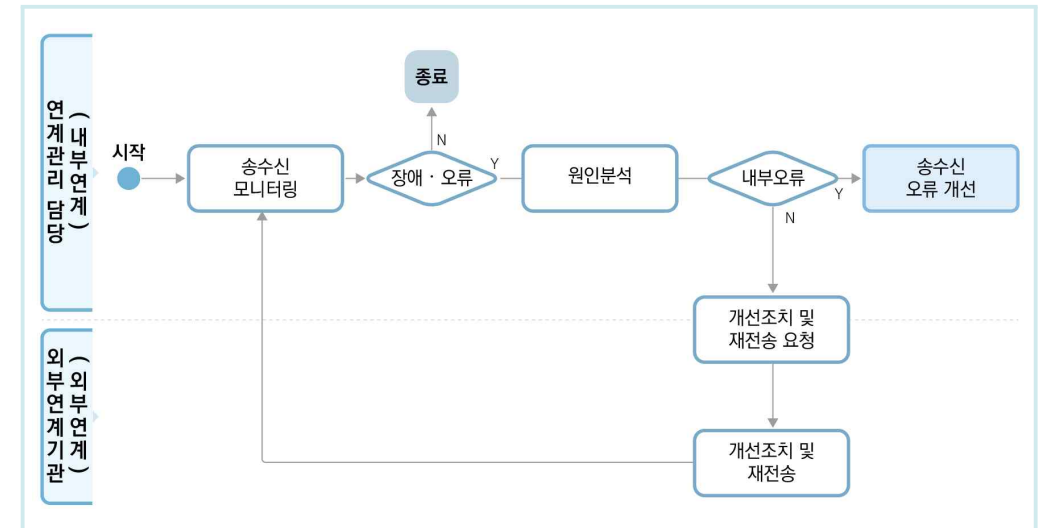 연계관리 담당
(내부연계)
시작
송수신
모니터링
장애 · 오류
N
종료
Y
원인분석
내부오류
Y
송수신
오류 개선
N
개선조치 및
재전송 요청
외부연계기관
(외부연계)
개선조치 및
재전송